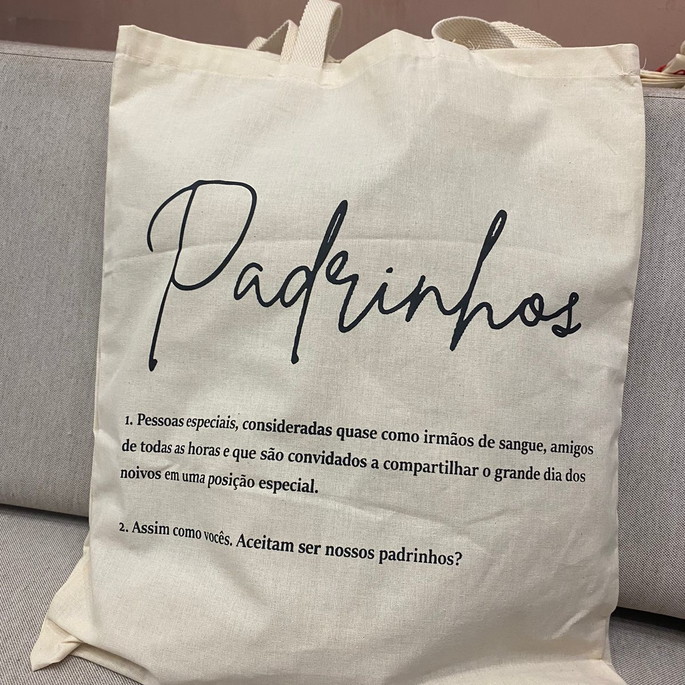 Padrinhos
1. Pessoas especiais, consideradas quase como irmãos de sangue, amigos
de todas as horas e que são convidados a compartilhar o grande dia dos
noivos em uma posição especial.
2. Assim como vocês. Aceitam ser nossos padrinhos?